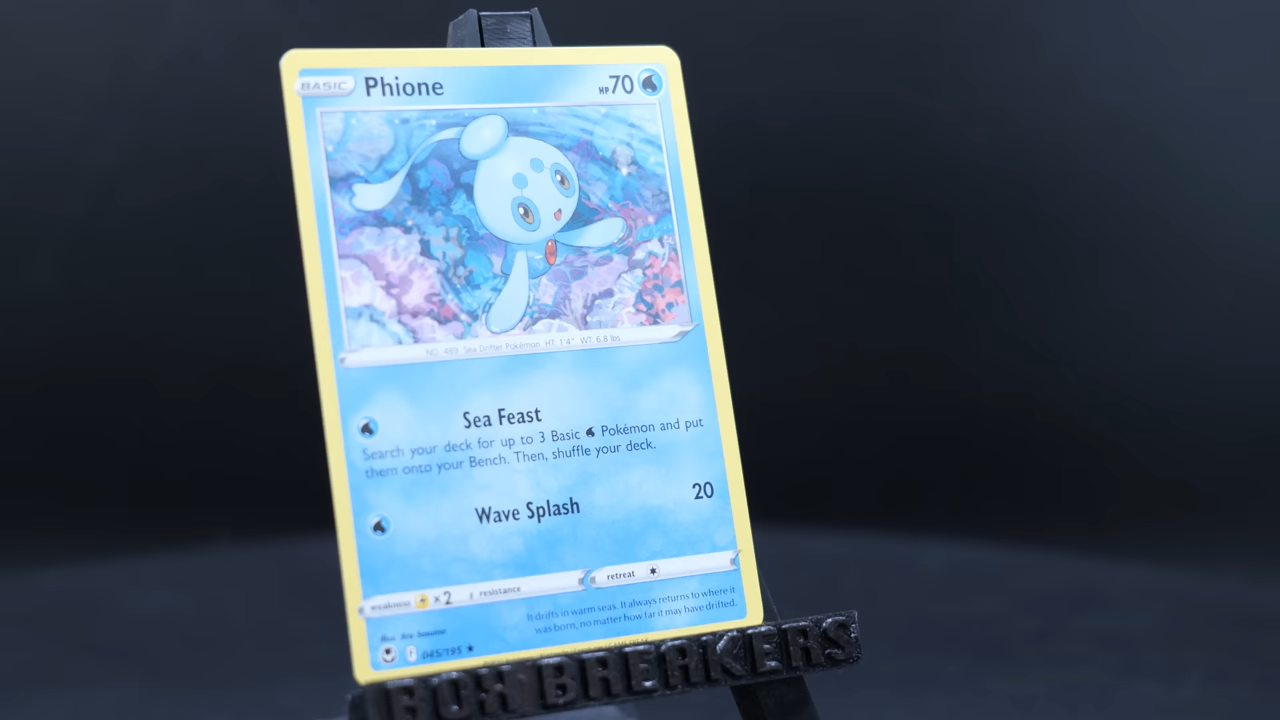 BASIC Phione HP70
NO. 489 Sea Drifter Pokémon HT: 1'4" WT: 6.8 lbs
Sea Feast
Search your deck for up to 3 Basic Pokémon and put
them onto your Bench. Then, shuffle your deck.
Wave Splash 20
weakness ×2 resistance retreat
It drifts in warm seas. It always returns to where it
was born, no matter how far it may have drifted.
045/195
BOX BREAKERS